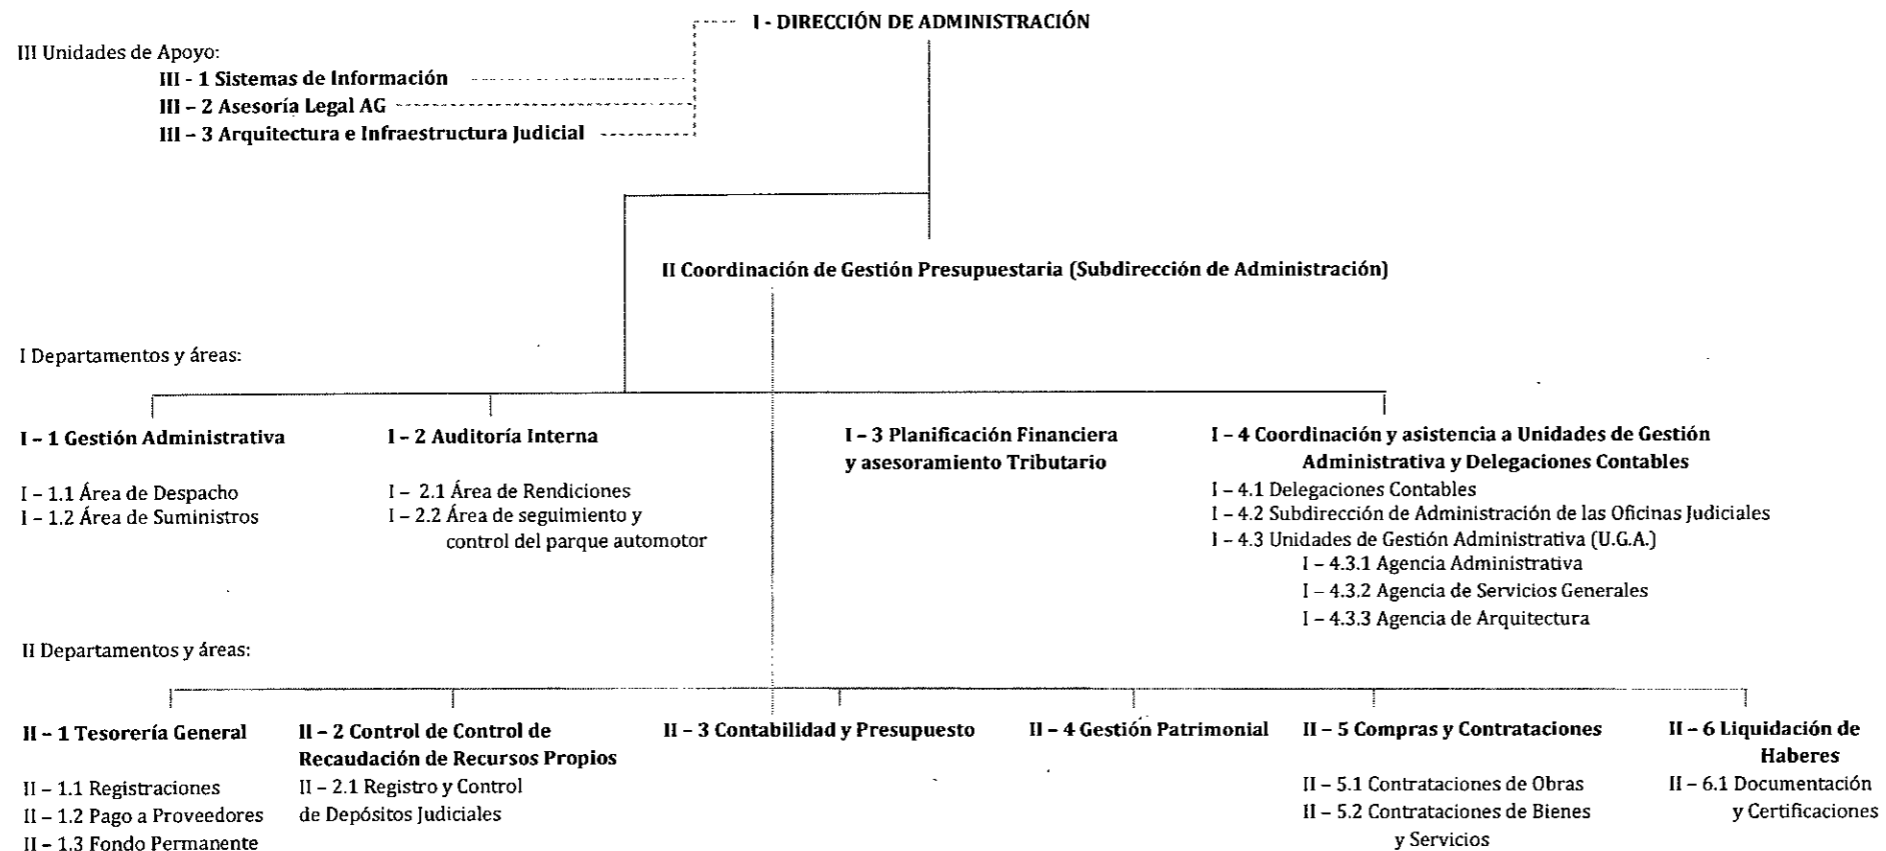 I - DIRECCIÓN DE ADMINISTRACIÓN
III Unidades de Apoyo:
III - 1 Sistemas de Información
III – 2 Asesoría Legal AG
III – 3 Arquitectura e Infraestructura Judicial
II Coordinación de Gestión Presupuestaria (Subdirección de Administración)
I Departamentos y áreas:
I – 1 Gestión Administrativa
I – 1.1 Área de Despacho
I – 1.2 Área de Suministros
I – 2 Auditoría Interna
I – 2.1 Área de Rendiciones
I – 2.2 Área de seguimiento y
control del parque automotor
I – 3 Planificación Financiera
y asesoramiento Tributario
I – 4 Coordinación y asistencia a Unidades de Gestión
Administrativa y Delegaciones Contables
I – 4.1 Delegaciones Contables
I – 4.2 Subdirección de Administración de las Oficinas Judiciales
I – 4.3 Unidades de Gestión Administrativa (U.G.A.)
I – 4.3.1 Agencia Administrativa
I – 4.3.2 Agencia de Servicios Generales
I – 4.3.3 Agencia de Arquitectura
II Departamentos y áreas:
II – 1 Tesorería General
II – 1.1 Registraciones
II – 1.2 Pago a Proveedores
II – 1.3 Fondo Permanente
II – 2 Control de Control de
Recaudación de Recursos Propios
II – 2.1 Registro y Control
de Depósitos Judiciales
II – 3 Contabilidad y Presupuesto
II – 4 Gestión Patrimonial
II – 5 Compras y Contrataciones
II – 5.1 Contrataciones de Obras
II – 5.2 Contrataciones de Bienes
y Servicios
II – 6 Liquidación de
Haberes
II – 6.1 Documentación
y Certificaciones